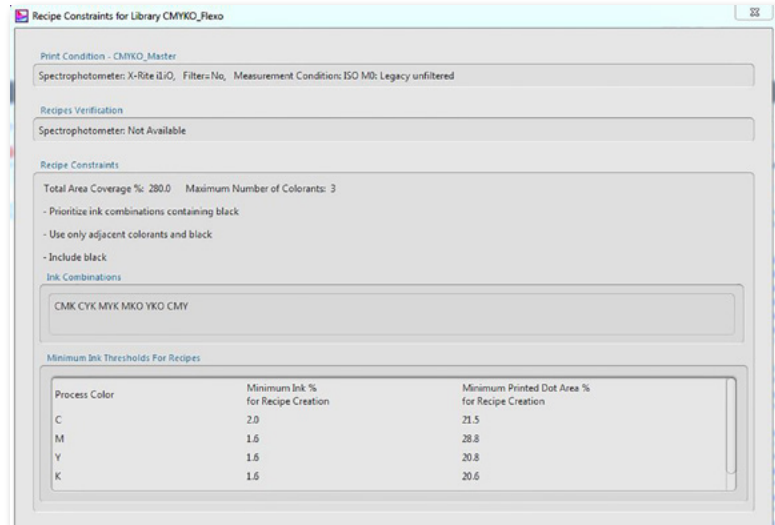 Recipe Constraints for Library CMYKO_Flexo
Print Condition - CMYKO_Master
Spectrophotometer: X-Rite i1iO, Filter=No, Measurement Condition: ISO M0: Legacy unfiltered
Recipes Verification
Spectrophotometer: Not Available
Recipe Constraints
Total Area Coverage %: 280.0 Maximum Number of Colorants: 3
- Prioritize ink combinations containing black
- Use only adjacent colorants and black
- Include black
Ink Combinations
CMK CYK MYK MKO YKO CMY
Minimum Ink Thresholds For Recipes
Process Color Minimum Ink % for Recipe Creation Minimum Printed Dot Area % for Recipe Creation
C 2.0 21.5
M 1.6 28.8
Y 1.6 20.8
K 1.6 20.6